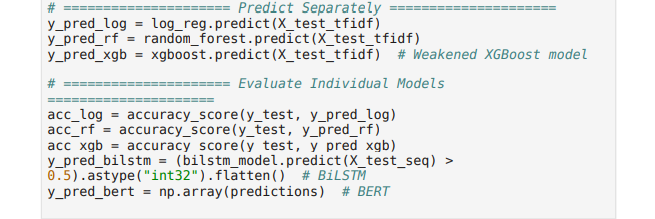 # ===================== Predict Separately =====================
y_pred_log = log_reg.predict(X_test_tfidf)
y_pred_rf = random_forest.predict(X_test_tfidf)
y_pred_xgb = xgboost.predict(X_test_tfidf)  # Weakened XGBoost model
# ===================== Evaluate Individual Models
=====================
acc_log = accuracy_score(y_test, y_pred_log)
acc_rf = accuracy_score(y_test, y_pred_rf)
acc_xgb = accuracy_score(y_test, y_pred_xgb)
y_pred_bilstm = (bilstm_model.predict(X_test_seq) >
0.5).astype("int32").flatten()  # BiLSTM
y_pred_bert = np.array(predictions)  # BERT